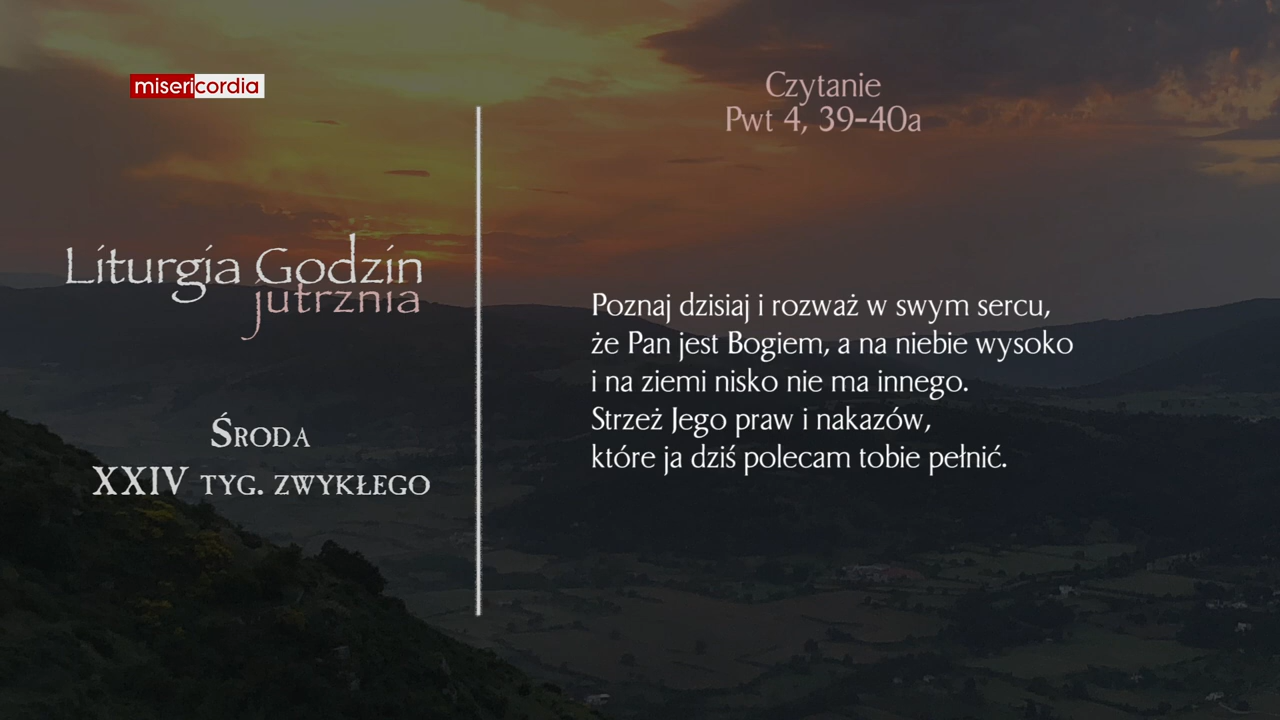 misericordia
Liturgia Godzin
jutrznia
Środa
XXIV tyg. zwykłego
Czytanie
Pwt 4, 39-40a
Poznaj dzisiaj i rozważ w swym sercu,
że Pan jest Bogiem, a na niebie wysoko
i na ziemi nisko nie ma innego.
Strzeż Jego praw i nakazów,
które ja dziś polecam tobie pełnić.